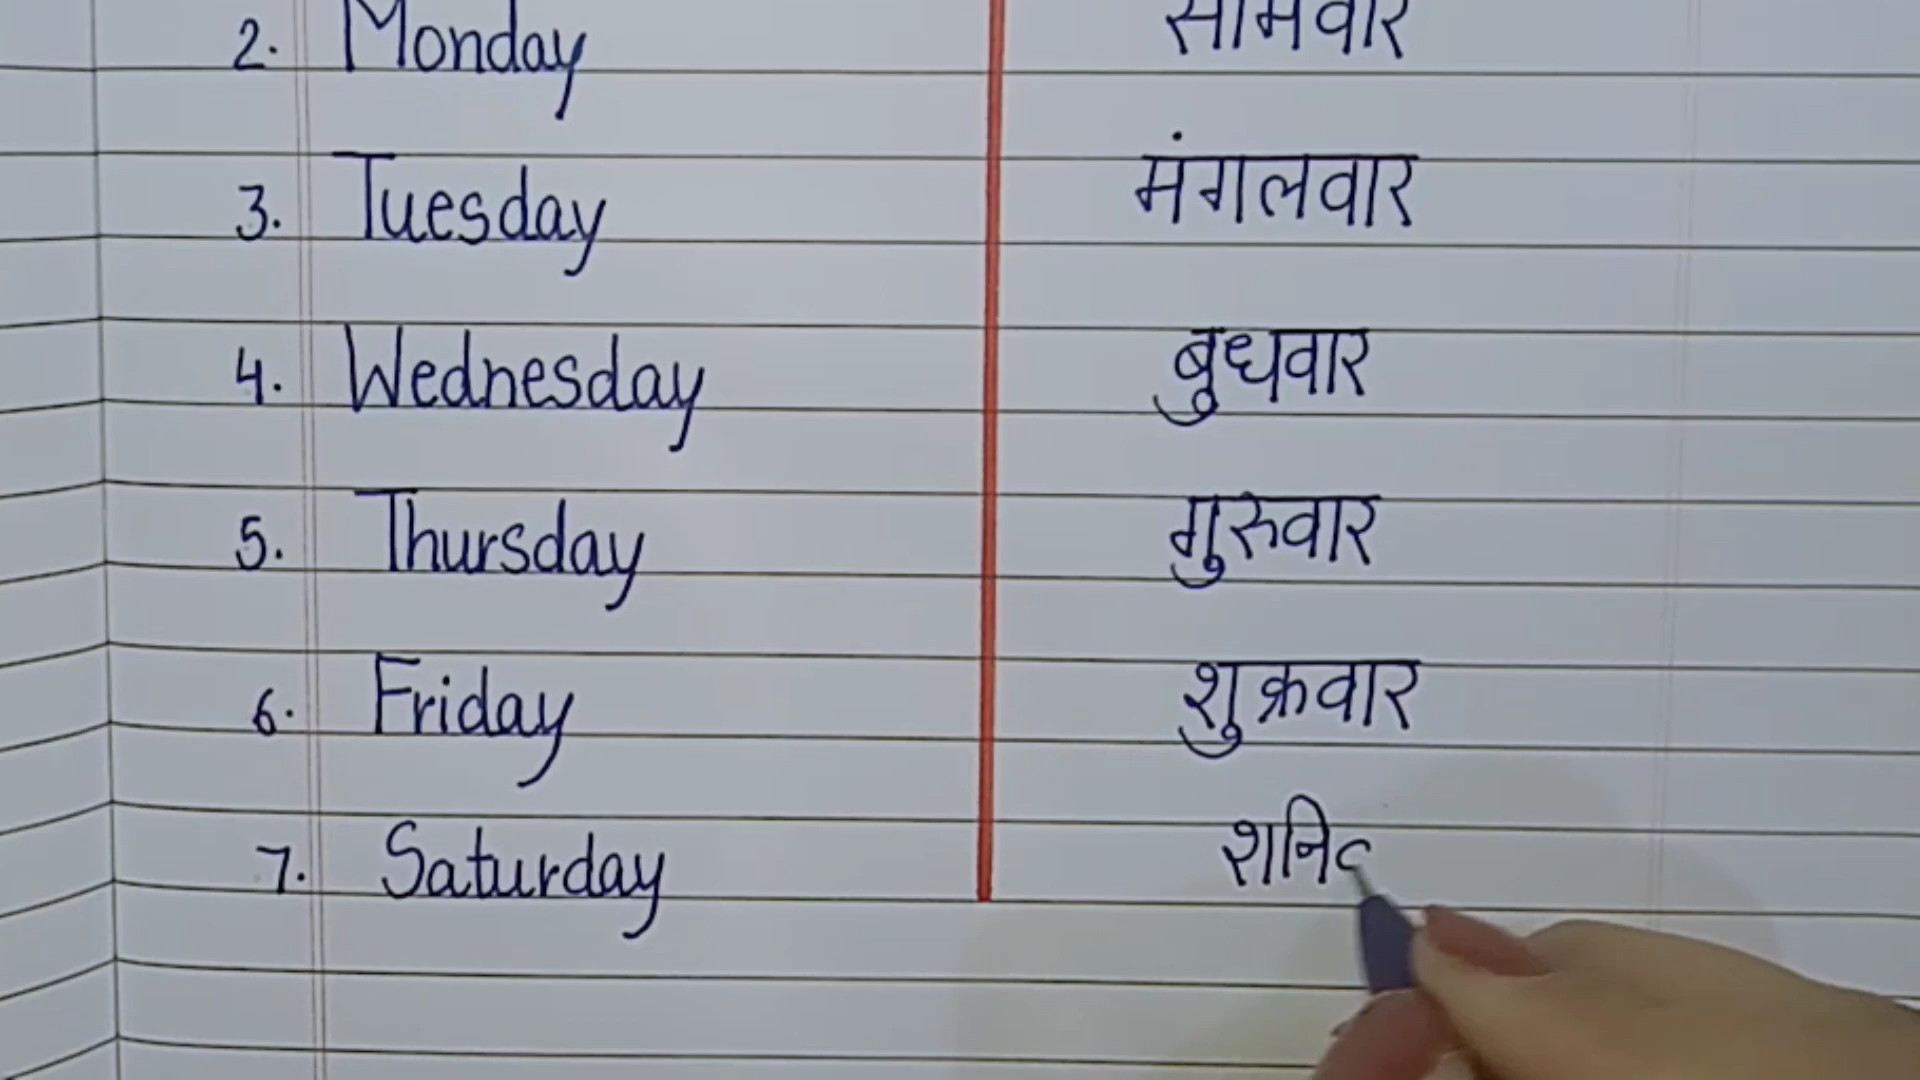 2. Monday सोमवार
3. Tuesday मंगलवार
4. Wednesday बुधवार
5. Thursday गुरुवार
6. Friday शुक्रवार
7. Saturday शनि